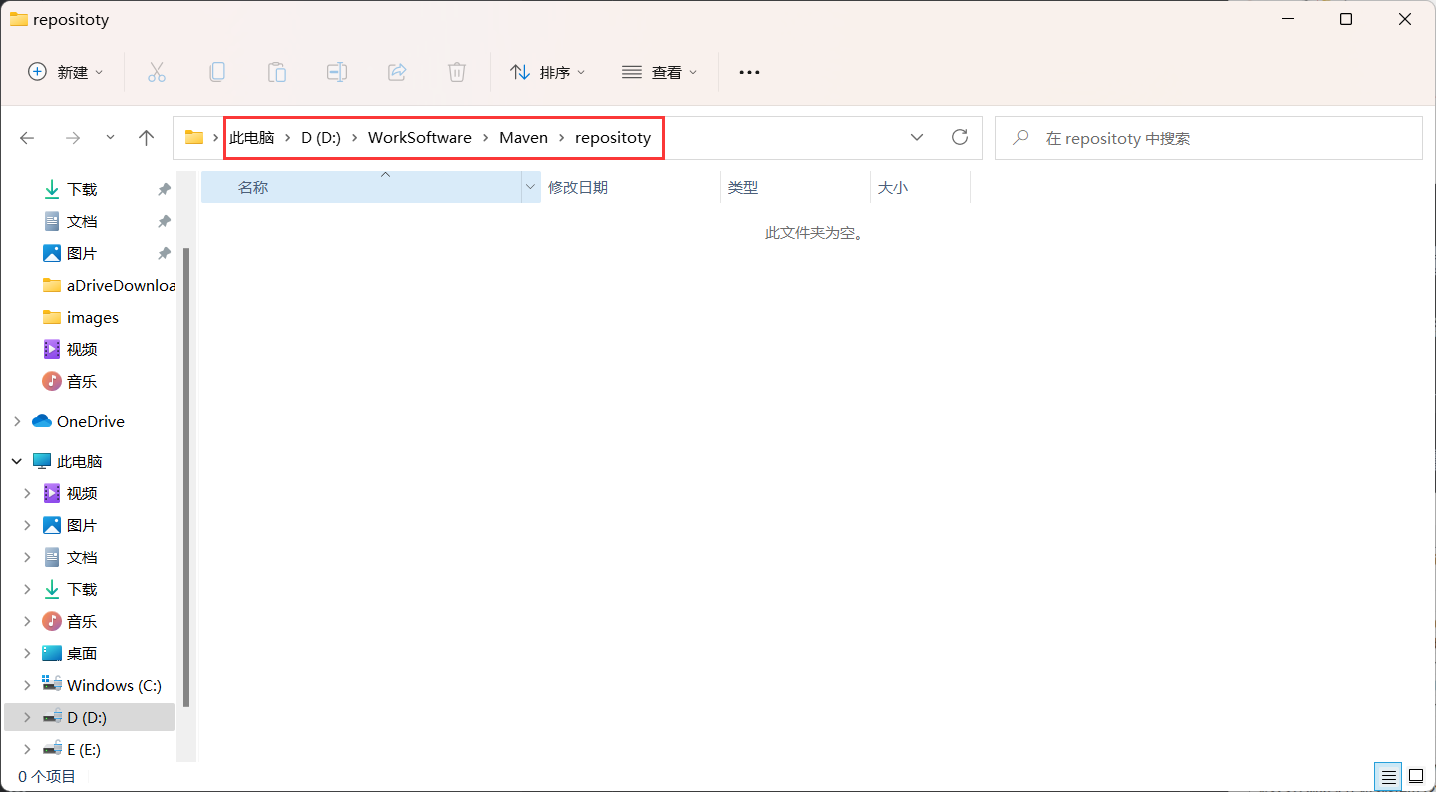 repositoty
新建
排序
查看
此电脑 D (D:) WorkSoftware Maven repositoty
在 repositoty 中搜索
名称 修改日期 类型 大小
此文件夹为空。
下载
文档
图片
aDriveDownloa
images
视频
音乐
OneDrive
此电脑
视频
图片
文档
下载
音乐
桌面
Windows (C:)
D (D:)
E (E:)
0 个项目